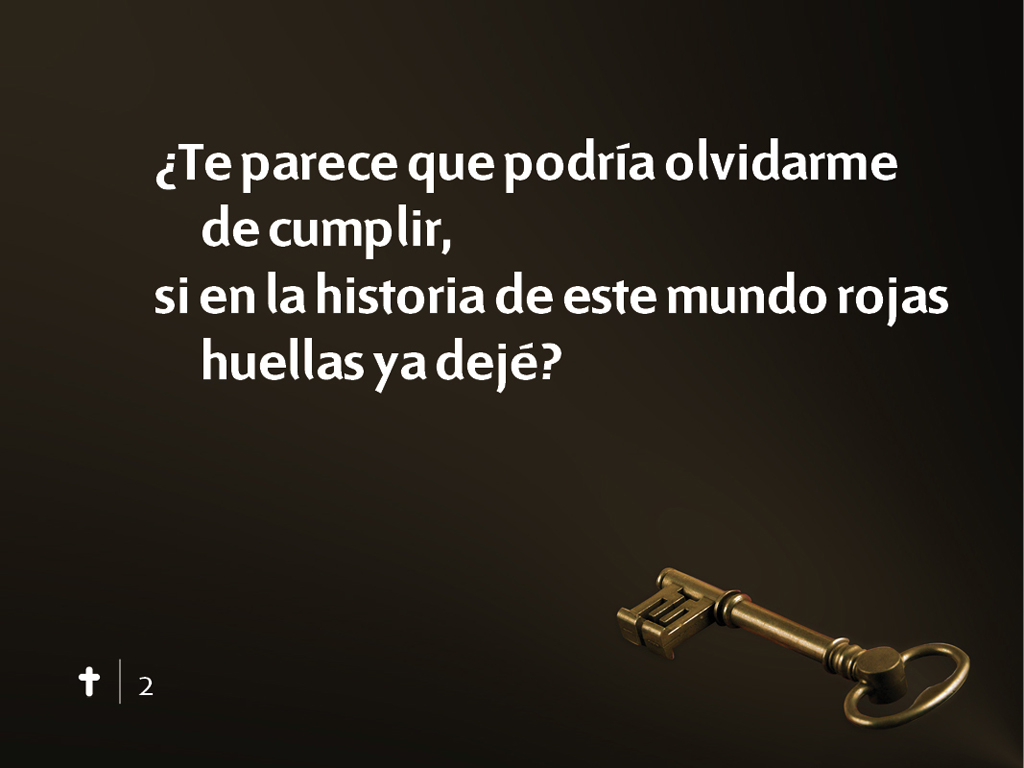 ¿Te parece que podría olvidarme
de cumplir,
si en la historia de este mundo rojas
huellas ya dejé?
2